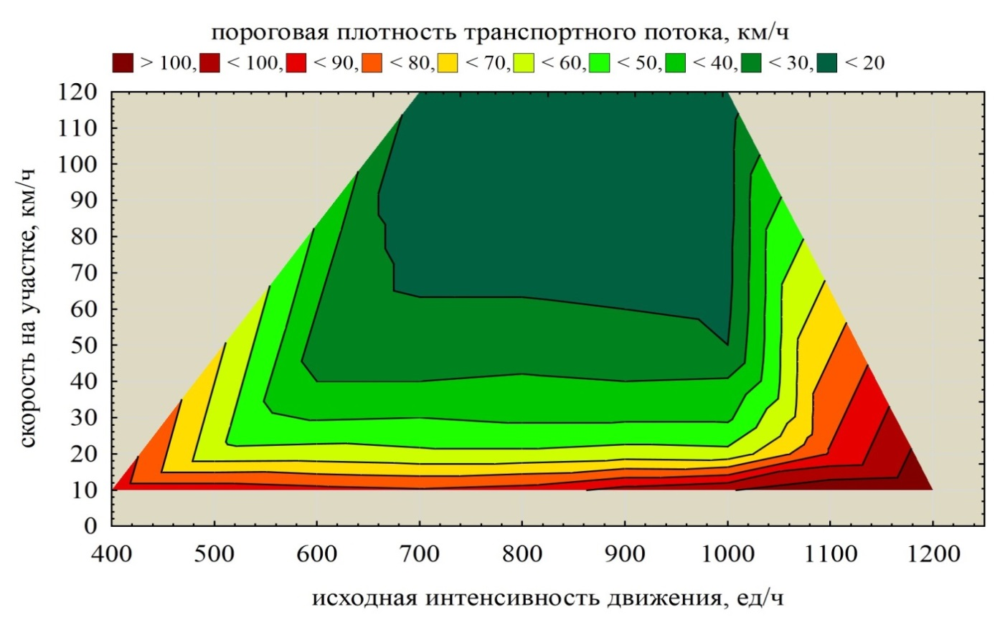 пороговая плотность транспортного потока, км/ч
> 100, < 100, < 90, < 80, < 70, < 60, < 50, < 40, < 30, < 20
120
110
100
90
80
70
60
50
40
30
20
10
0
скорость на участке, км/ч
400 500 600 700 800 900 1000 1100 1200
исходная интенсивность движения, ед/ч